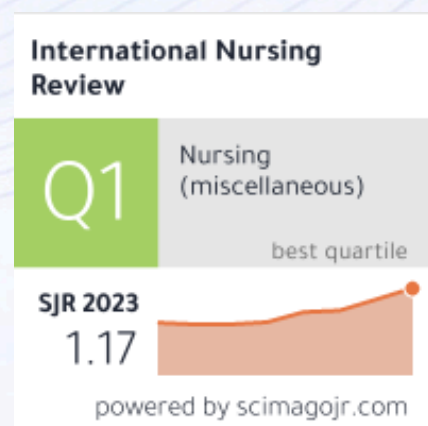 International Nursing
Review
Q1
Nursing
(miscellaneous)
best quartile
SJR 2023
1.17
powered by scimagojr.com